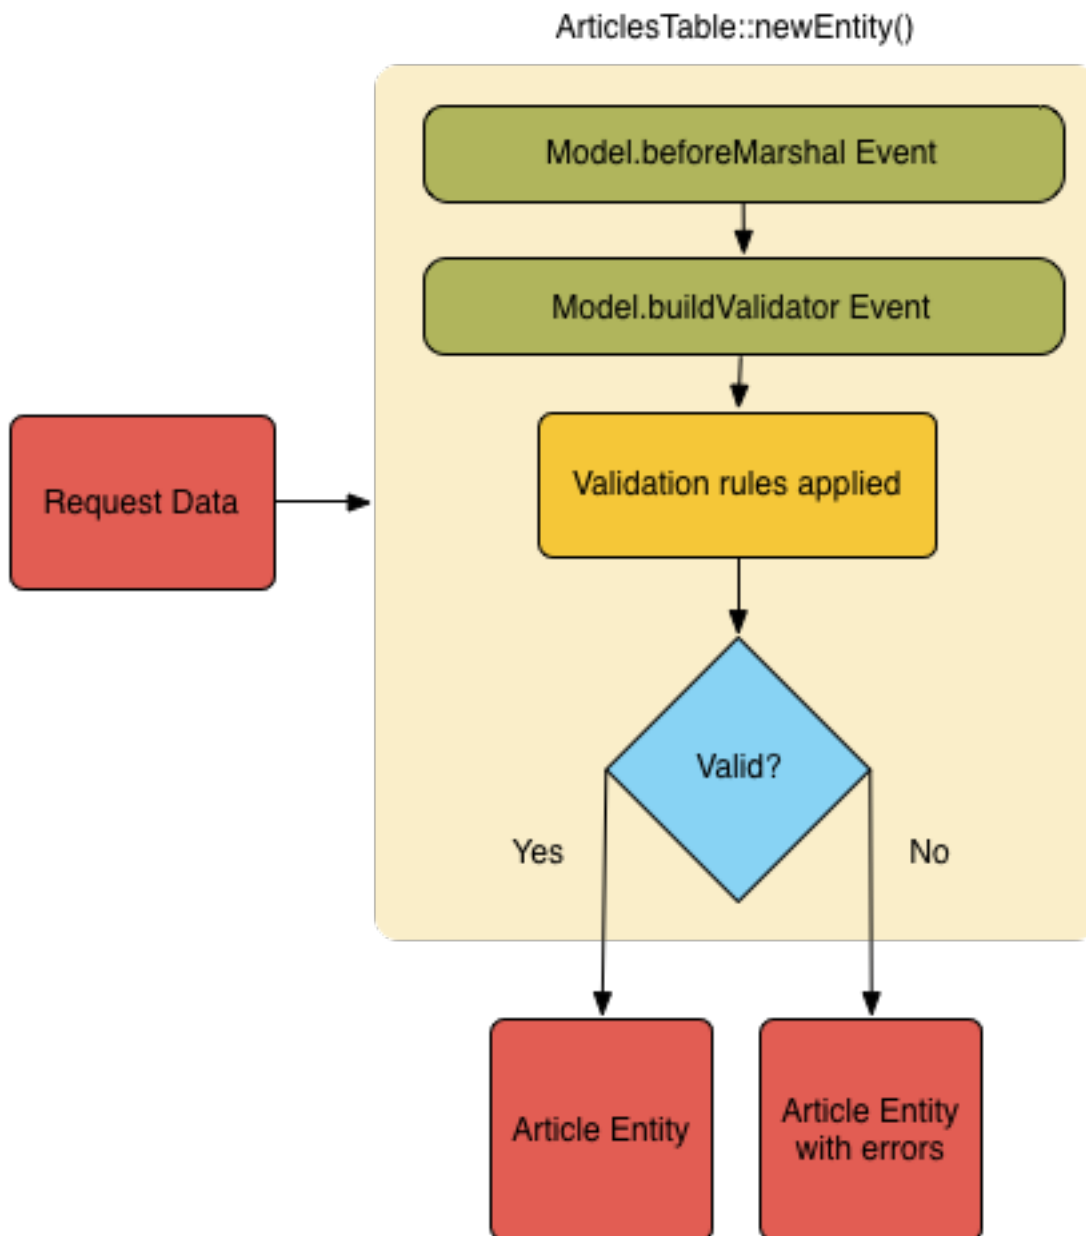 ArticlesTable::newEntity()
Model.beforeMarshal Event
Model.buildValidator Event
Request Data
Validation rules applied
Valid?
Yes
No
Article Entity
Article Entity
with errors